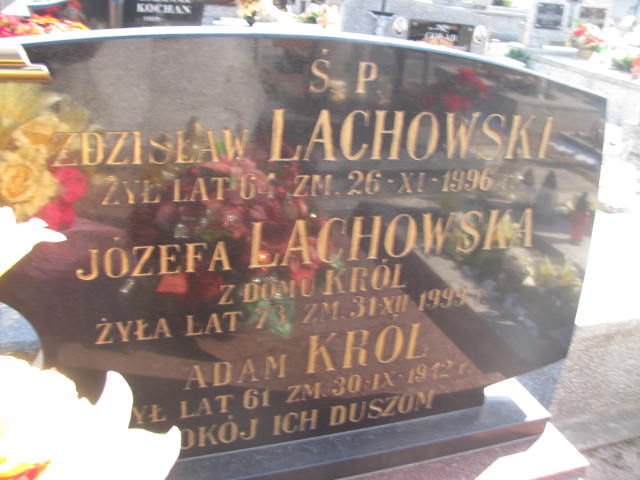 KOCHAN
Ś P
ZDZISŁAW LACHOWSKI
ŻYŁ LAT 64 ZM. 26-XI-1996 r.
JÓZEFA LACHOWSKA
Z DOMU KRÓL
ŻYŁA LAT 73 ZM. 31 XII 1999 r.
ADAM KRÓL
ŻYŁ LAT 61 ZM. 30-IX-1942 r.
POKÓJ ICH DUSZOM